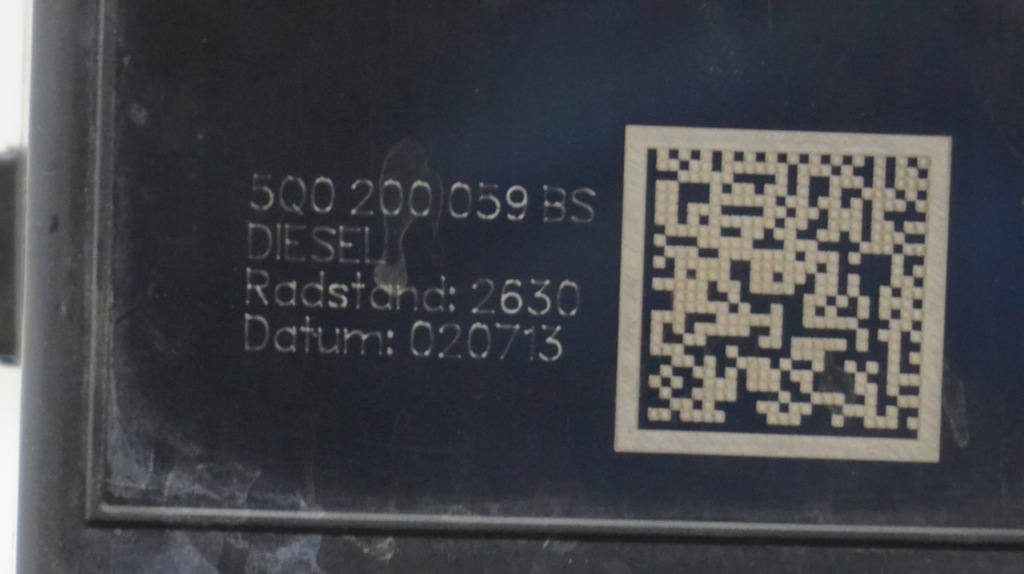 5Q0 200 059 BS
DIESEL
Radstand: 2630
Datum: 020713